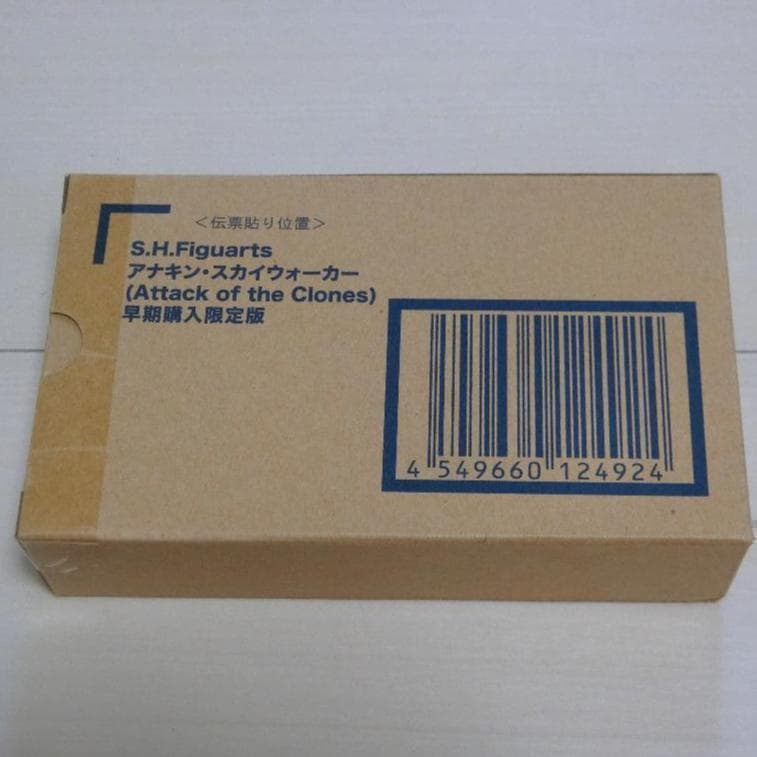 ＜伝票貼り位置＞
S.H.Figuarts
アナキン・スカイウォーカー
(Attack of the Clones)
早期購入限定版
4 549660 124924